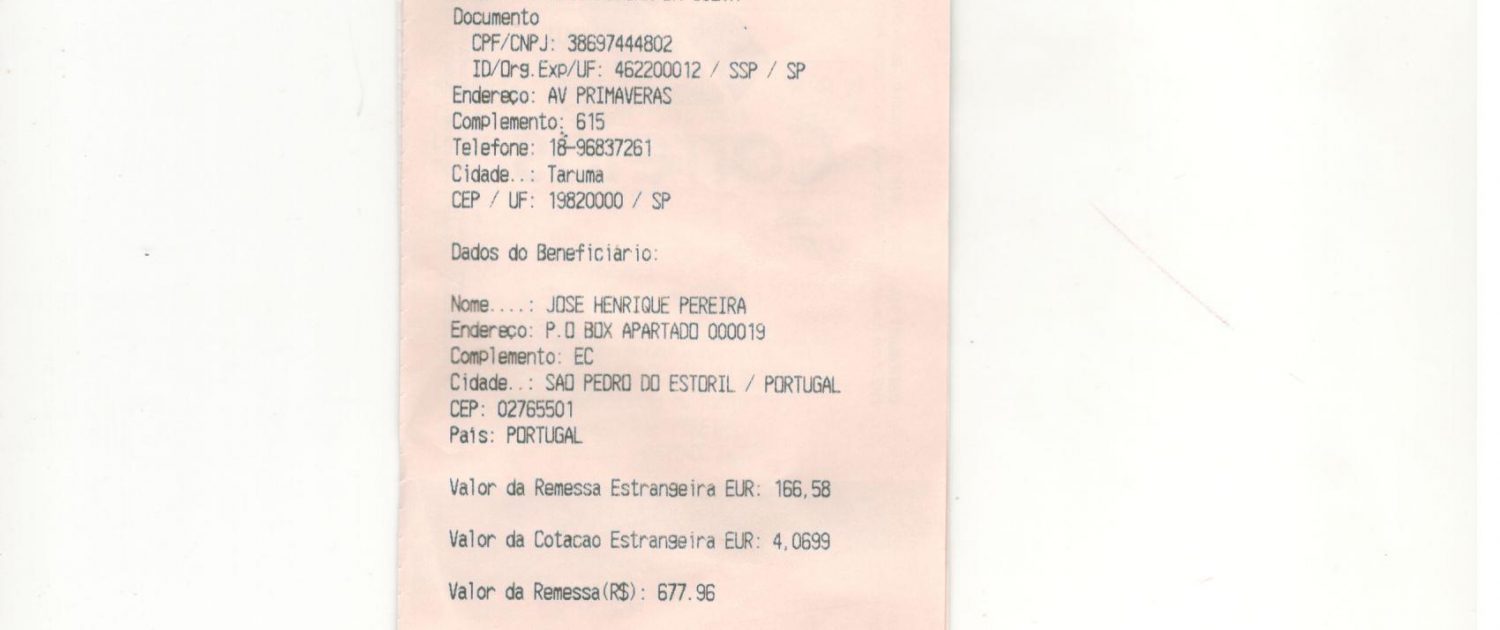 Documento
CPF/CNPJ: 38697444802
ID/Org.Exp/UF: 462200012 / SSP / SP
Endereço: AV PRIMAVERAS
Complemento: 615
Telefone: 18-96837261
Cidade..: Taruma
CEP / UF: 19820000 / SP
Dados do Beneficiário:
Nome....: JOSE HENRIQUE PEREIRA
Endereço: P.O BOX APARTADO 000019
Complemento: EC
Cidade..: SAO PEDRO DO ESTORIL / PORTUGAL
CEP: 02765501
País: PORTUGAL
Valor da Remessa Estrangeira EUR: 166,58
Valor da Cotacao Estrangeira EUR: 4,0699
Valor da Remessa(R$): 677.96